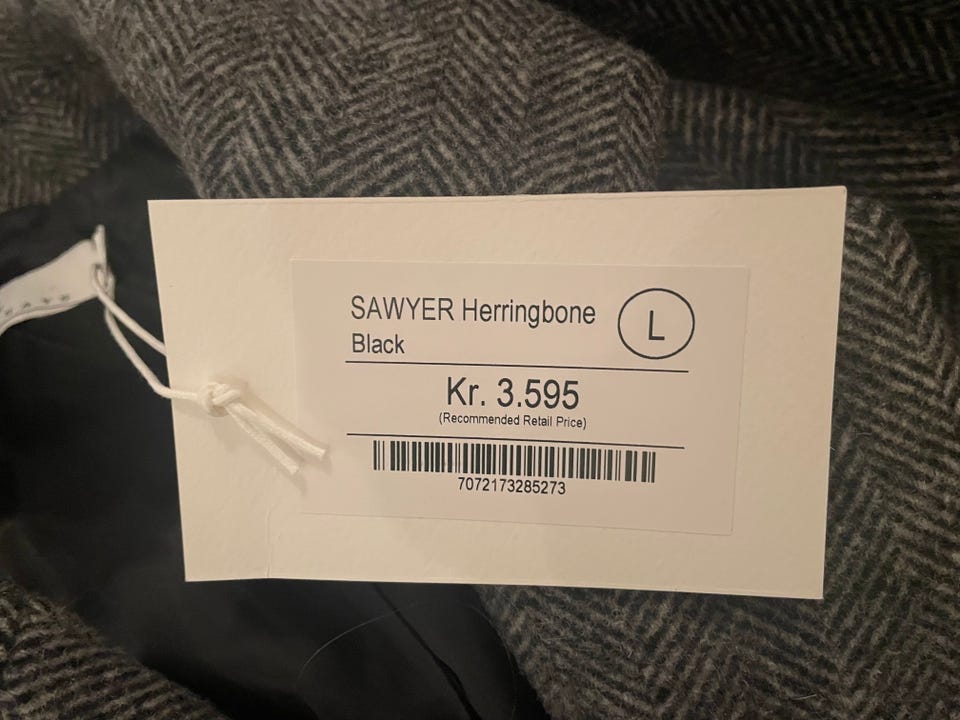 SAWYER Herringbone
Black
L
Kr. 3.595
(Recommended Retail Price)
7072173285273